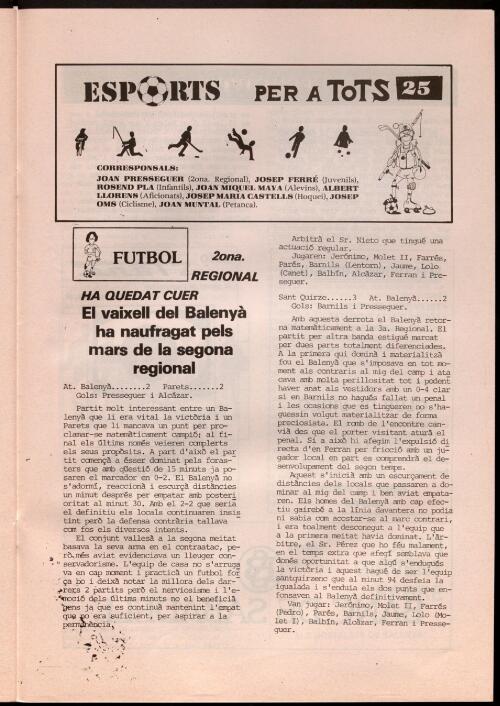 ESPORTS PER A TOTS 25
CORRESPONSALS:
JOAN PRESSEGUER (2ona. Regional), JOSEP FERRÉ (Juvenils),
ROSEND PLA (Infantils), JOAN MIQUEL MAYA (Alevins), ALBERT
LLORENS (Aficionats), JOSEP MARIA CASTELLS (Hoquei), JOSEP
OMS (Ciclisme), JOAN MUNTAL (Petanca).
FUTBOL
2ona.
REGIONAL
HA QUEDAT CUER
El vaixell del Balenyà
ha naufragat pels
mars de la segona
regional
At. Balenyà........2 Parets.......2
Gols: Presseguer i Alcázar.
Partit molt interessant entre un Ba-
lenyà que li era vital la victòria i un
Parets que li mancava un punt per pro-
clamar-se matemàticament campió; al fi-
nal els últims només veieren complerts
els seus propòsits. A part d'això el par
tit començà a ésser dominat pels foras-
ters que amb qüestió de 15 minuts ja po-
saren el marcador en 0-2. El Balenyà no
s'adormí, reaccionà i escurçà distàncies
un minut després per empatar amb posteri
oritat al minut 30. Amb el 2-2 que seria
el definitiu els locals continuaren insis
tint però la defensa contrària tallava
com fos els diversos intents.
El conjunt vallesà a la segona meitat
basava la seva arma en el contraatac, pe-
rò més aviat evidenciava un lleuger con-
servadorisme. L'equip de casa no s'arruga
va en cap moment i practicà un futbol for
ça bo i deixà notar la millora dels dar-
rers 2 partits però el nerviosisme i l'e-
moció dels últims minuts no el beneficià
gens ja que es continuà mantenint l'empat
que no era suficient, per aspirar a la
permanència.
Arbitrà el Sr. Nieto que tingué una
actuació regular.
Jugaren: Jerónimo, Molet II, Farrés,
Parés, Barnils (Centorn), Jaume, Lolo
(Canet), Balbín, Alcázar, Ferran i Pre-
sseguer.
Sant Quirze......3 At. Balenyà......2
Gols: Barnils i Presseguer.
Amb aquesta derrota el Balenyà retor-
na matemàticament a la 3a. Regional. El
partit per altra banda estigué marcat
per dues parts totalment diferenciades.
A la primera qui dominà i materialitzà
fou el Balenyà que s'imposava en tot mo-
ment als contraris al mig del camp i ata
cava amb molta perillositat tot i podent
haver anat als vestidors amb un 0-4 clar
si en Barnils no hagués fallat un penal
i les ocasions que es tingueren no s'ha-
guessin volgut materialitzar de forma
preciosista. El romb de l'encontre can-
vià des que el porter visitant aturà el
penal. Si a això hi afegim l'expulsió di
recta d'en Ferran per fricció amb un ju-
gador local en part es comprendrà el de-
senvolupament del segon temps.
Aquest s'inicià amb un escurçament de
distàncies dels locals que passaren a do-
minar al mig del camp i ben aviat empata-
ren. Els homes del Balenyà amb cap efec-
tiu gairebé a la línia davantera no podia
ni sabia com acostar-se al marc contrari,
i era toalment desconegut a l'equip que
a la primera meitat havia dominat. L'àr-
bitre, el Sr. Pérez que ho féu malament,
en el temps extra que afegí semblava que
donés oportunitat a que algú s'endugués
la victòria i aquest hagué de ser l'equip
santquirzenc que al minut 94 desfeia la
igualada i s'enduia els dos punts que en-
fonsaven al Balenyà definitivament.
Van jugar: Jerónimo, Molet II, Farrés
(Pedro), Parés, Barnils, Jaume, Lolo (Mo-
let I), Balbín, Alcázar, Ferran i Presse-
guer.